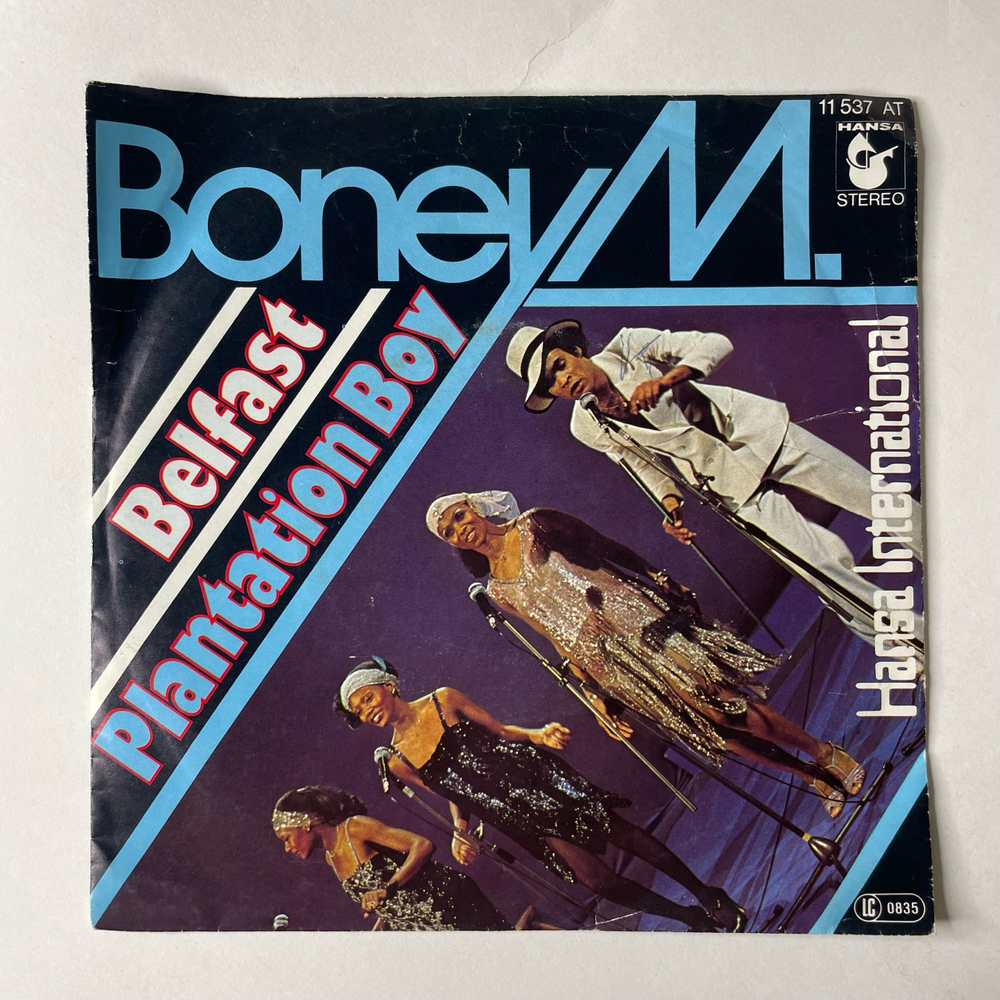 Boney M.
11 537 AT
HANSA
STEREO
Belfast
Plantation Boy
Hansa International
LC 0835